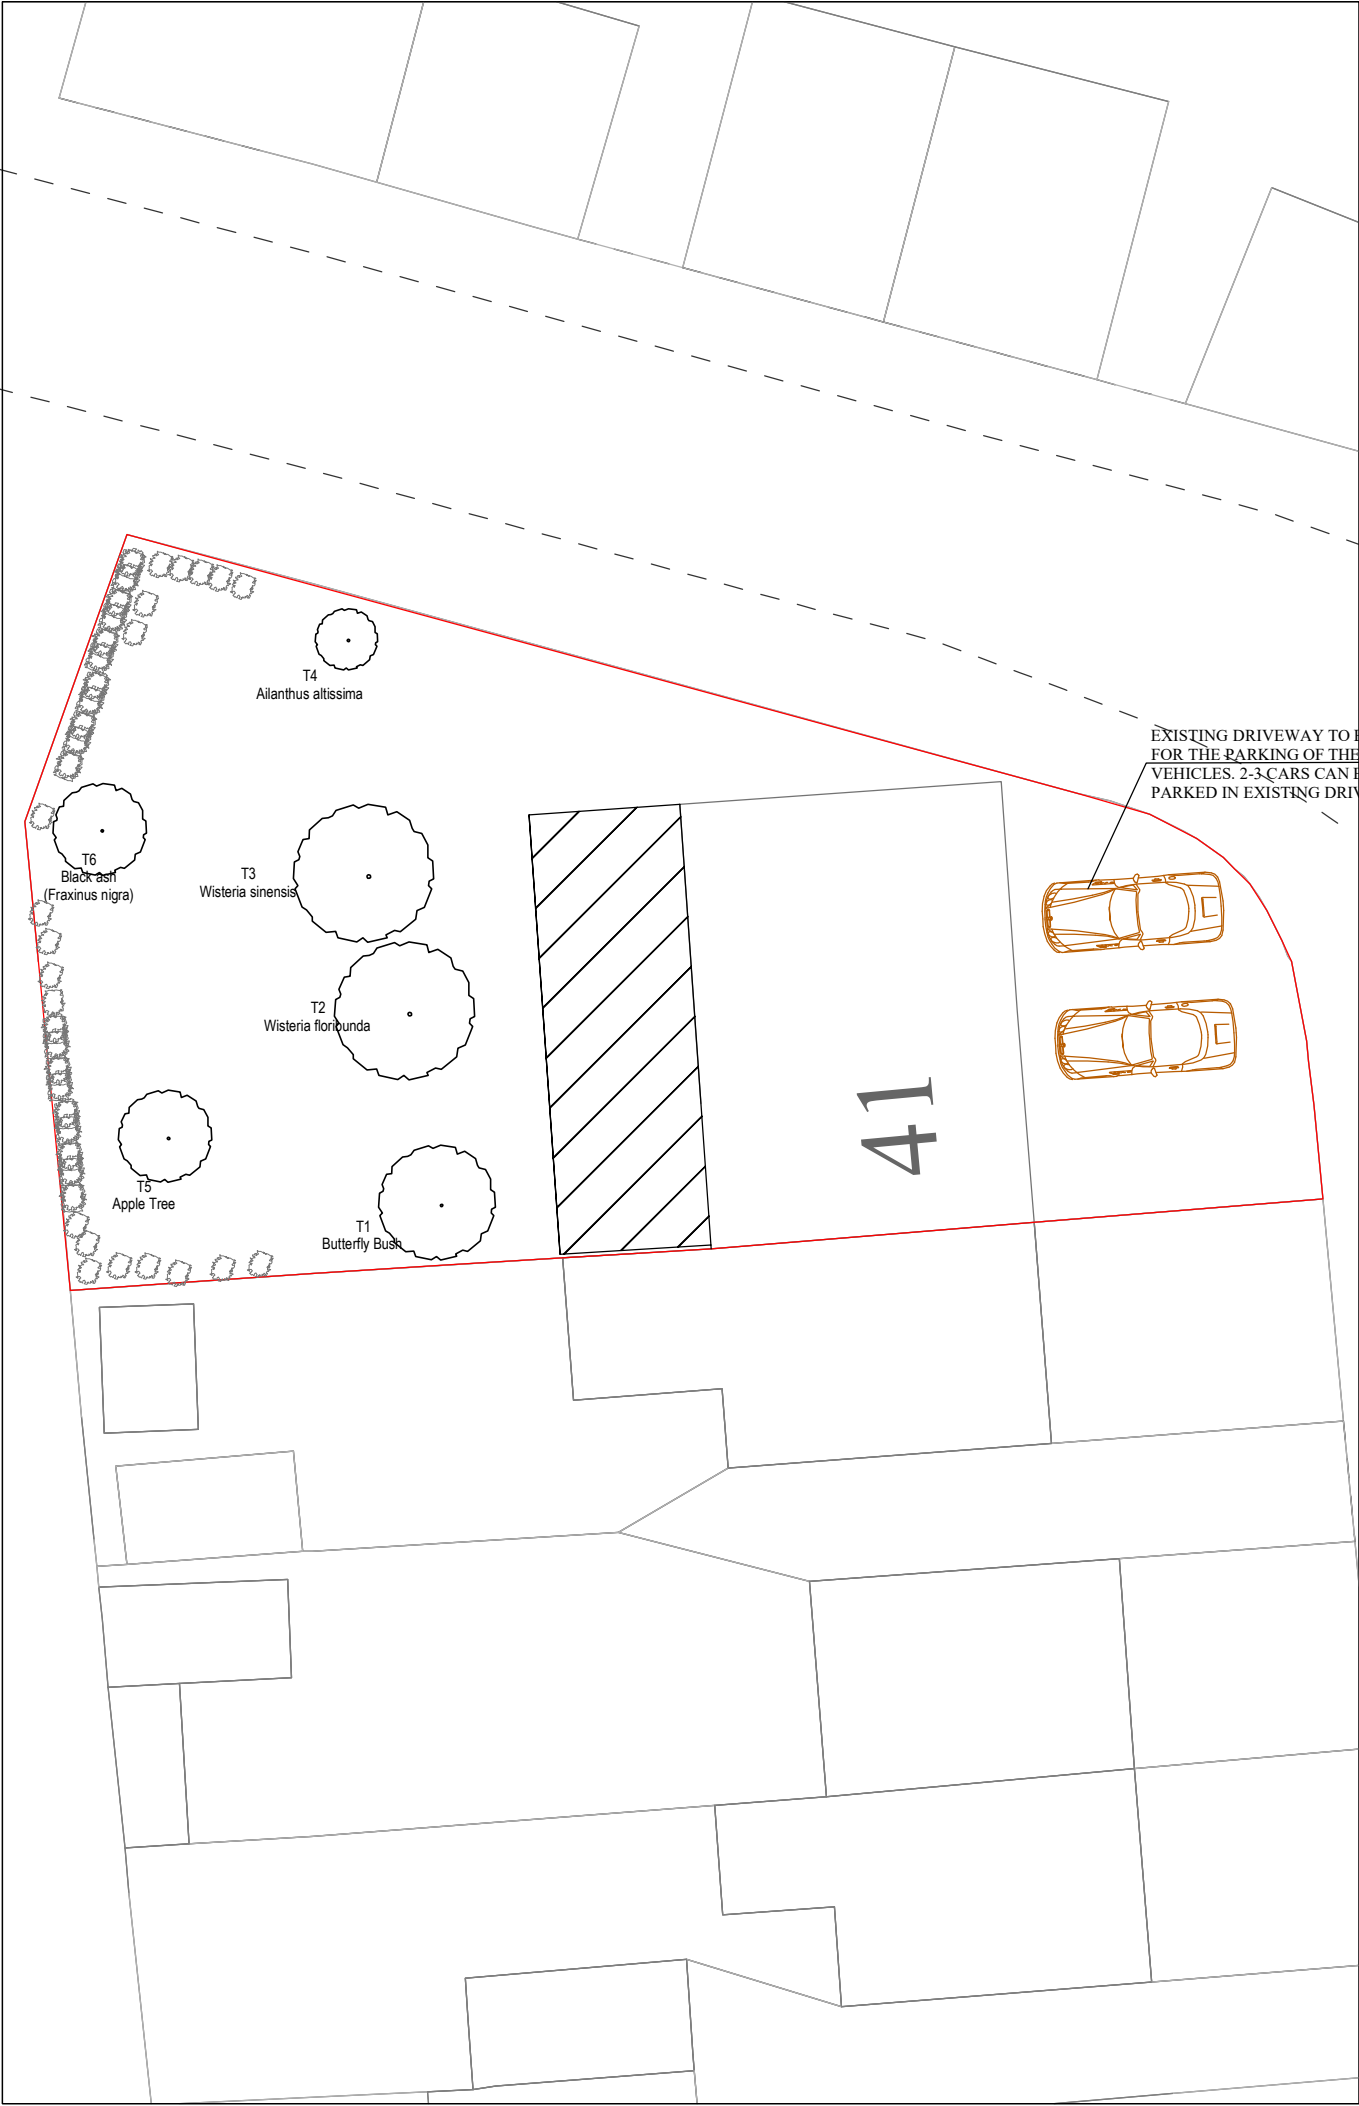 T4
Ailanthus altissima
EXISTING DRIVEWAY TO
FOR THE PARKING OF THE
VEHICLES. 2-3 CARS CAN
PARKED IN EXISTING
T6
Black ash
(Fraxinus nigra)
T3
Wisteria sinensis
T2
Wisteria floribunda
41
T5
Apple Tree
T1
Butterfly Bush